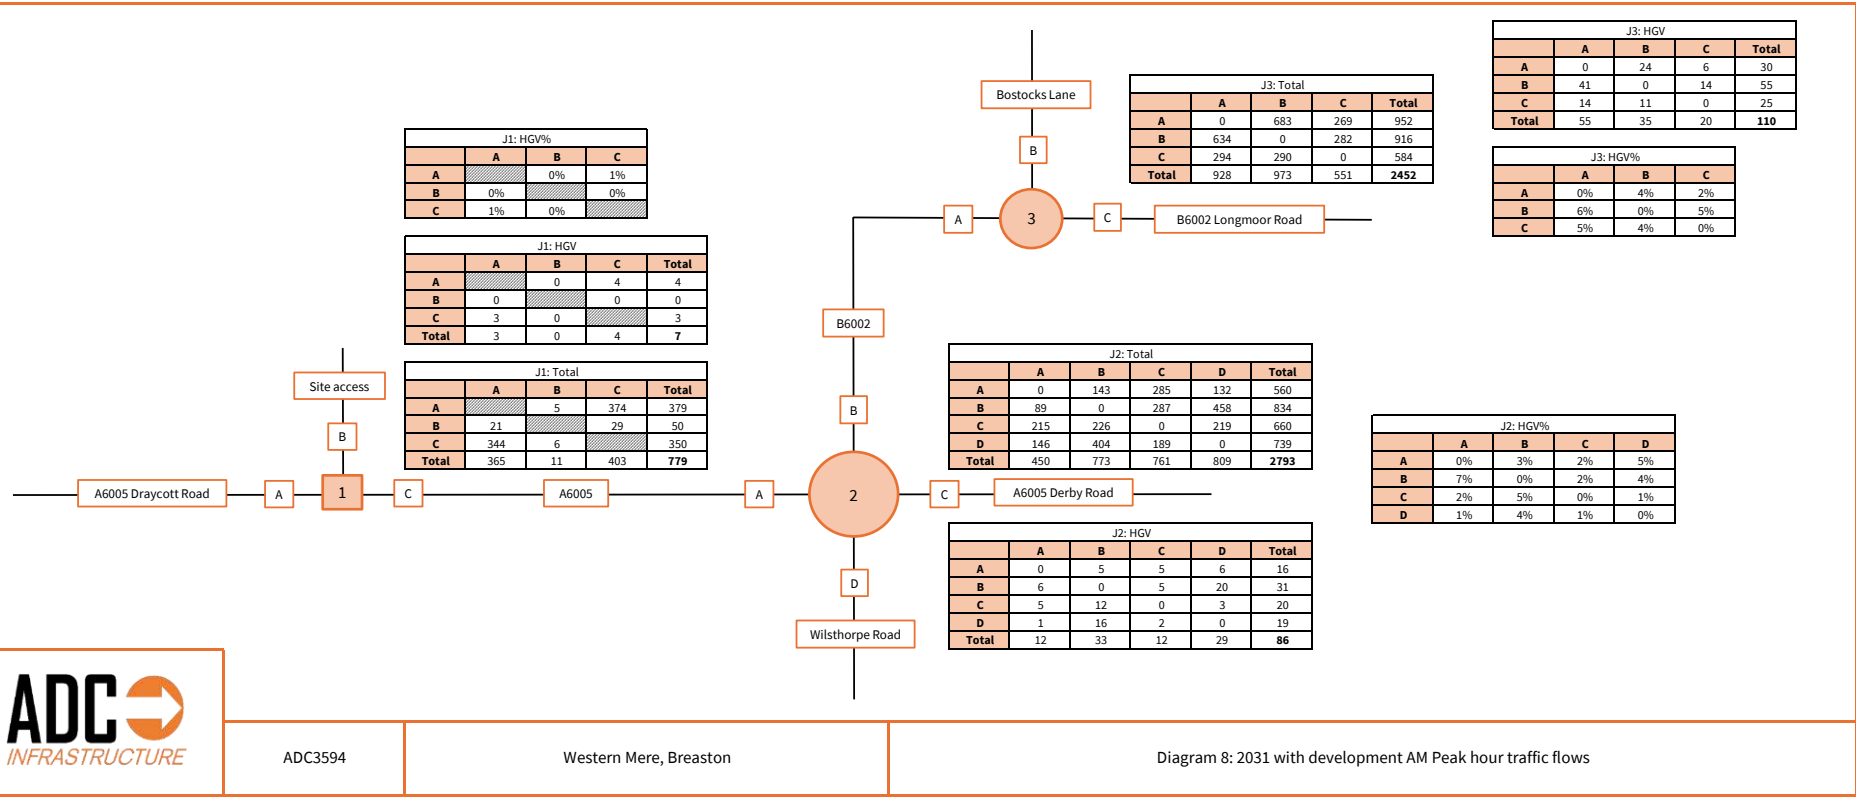 Bostocks Lane
B
A
3
C
B6002 Longmoor Road
J3: Total
A B C Total
A 0 683 269 952
B 634 0 282 916
C 294 290 0 584
Total 928 973 551 2452
J3: HGV
A B C Total
A 0 24 6 30
B 41 0 14 55
C 14 11 0 25
Total 55 35 20 110
J3: HGV%
A B C
A 0% 4% 2%
B 6% 0% 5%
C 5% 4% 0%
J1: HGV%
A B C
A 0% 1%
B 0% 0%
C 1% 0%
J1: HGV
A B C Total
A 0 4 4
B 0 0 0
C 3 0 3
Total 3 0 4 7
J1: Total
A B C Total
A 5 374 379
B 21 29 50
C 344 6 350
Total 365 11 403 779
Site access
B
A6005 Draycott Road
A
1
C
A6005
B6002
B
A
2
C
A6005 Derby Road
D
Wilsthorpe Road
J2: Total
A B C D Total
A 0 143 285 132 560
B 89 0 287 458 834
C 215 226 0 219 660
D 146 404 189 0 739
Total 450 773 761 809 2793
J2: HGV%
A B C D
A 0% 3% 2% 5%
B 7% 0% 2% 4%
C 2% 5% 0% 1%
D 1% 4% 1% 0%
J2: HGV
A B C D Total
A 0 5 5 6 16
B 6 0 5 20 31
C 5 12 0 3 20
D 1 16 2 0 19
Total 12 33 12 29 86
ADC
INFRASTRUCTURE
ADC3594
Western Mere, Breaston
Diagram 8: 2031 with development AM Peak hour traffic flows